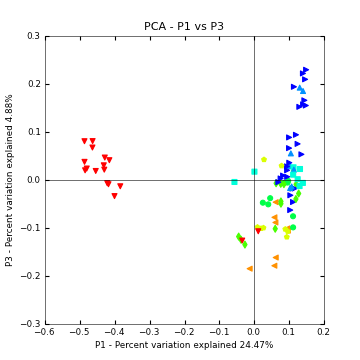 PCA - P1 vs P3
0.3
0.2
0.1
0.0
−0.1
−0.2
−0.3
P3 - Percent variation explained 4.88%
−0.6 −0.5 −0.4 −0.3 −0.2 −0.1 0.0 0.1 0.2
P1 - Percent variation explained 24.47%